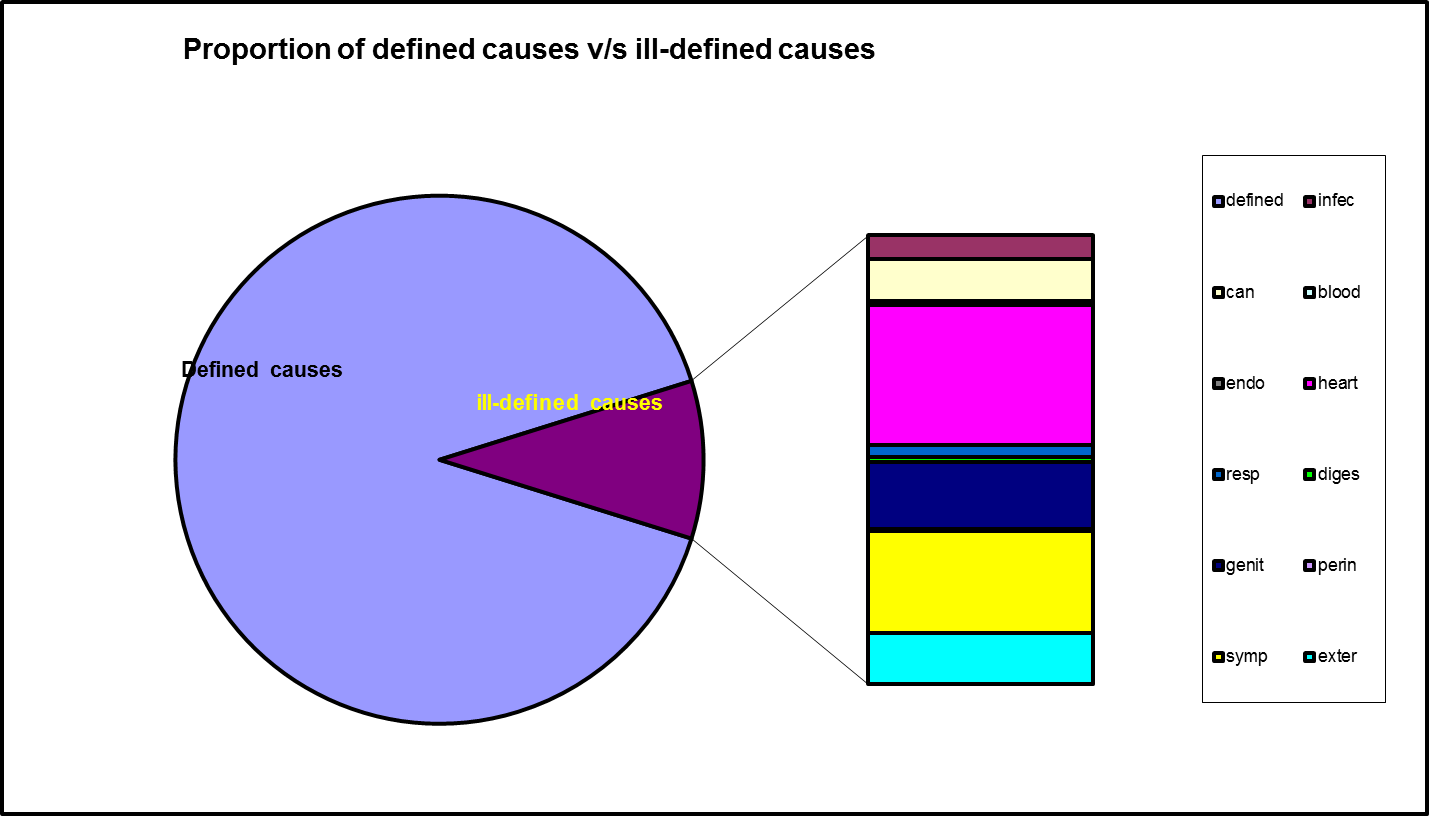 Proportion of defined causes v/s ill-defined causes
Defined causes
ill-defined causes
defined infec
can blood
endo heart
resp diges
genit perin
symp exter